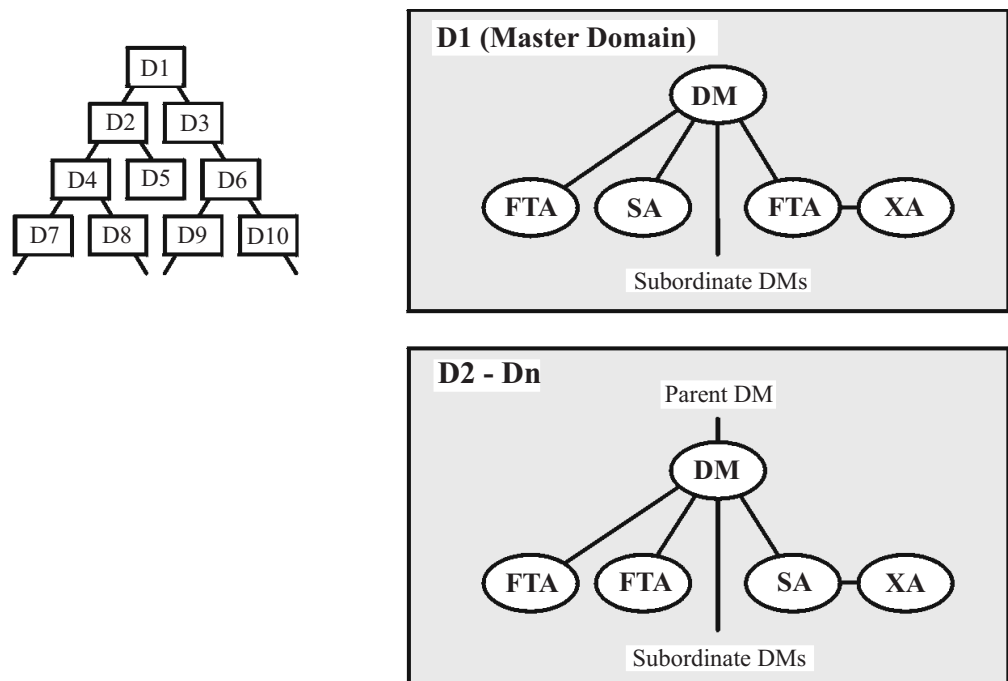 D1
D2 D3
D4 D5 D6
D7 D8 D9 D10
D1 (Master Domain)
DM
FTA SA FTA XA
Subordinate DMs
D2 - Dn
Parent DM
DM
FTA FTA SA XA
Subordinate DMs